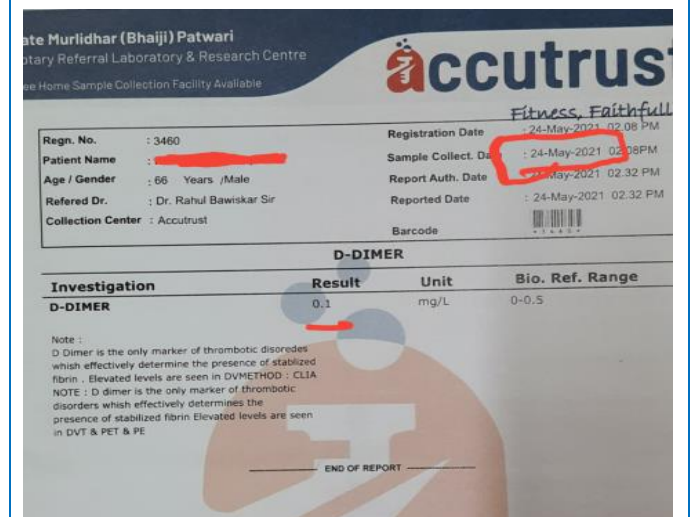 ate Murlidhar (Bhaiji) Patwari
otary Referral Laboratory & Research Centre
ee Home Sample Collection Facility Available
accutrust
Fitness, Faithfull
Regn. No. : 3460
Patient Name :
Age / Gender : 66 Years /Male
Refered Dr. : Dr. Rahul Bawiskar Sir
Collection Center : Accutrust
Registration Date : 24-May-2021 02.08 PM
Sample Collect. Da : 24-May-2021 02.08PM
Report Auth. Date 24-May-2021 02.32 PM
Reported Date : 24-May-2021 02.32 PM
Barcode
*3460*
D-DIMER
Investigation Result Unit Bio. Ref. Range
D-DIMER 0.1 mg/L 0-0.5
Note :
D Dimer is the only marker of thrombotic disoredes
whish effectively determine the presence of stablized
fibrin . Elevated levels are seen in DVMETHOD : CLIA
NOTE : D dimer is the only marker of thrombotic
disorders whish effectively determines the
presence of stabilized fibrin Elevated levels are seen
in DVT & PET & PE
END OF REPORT